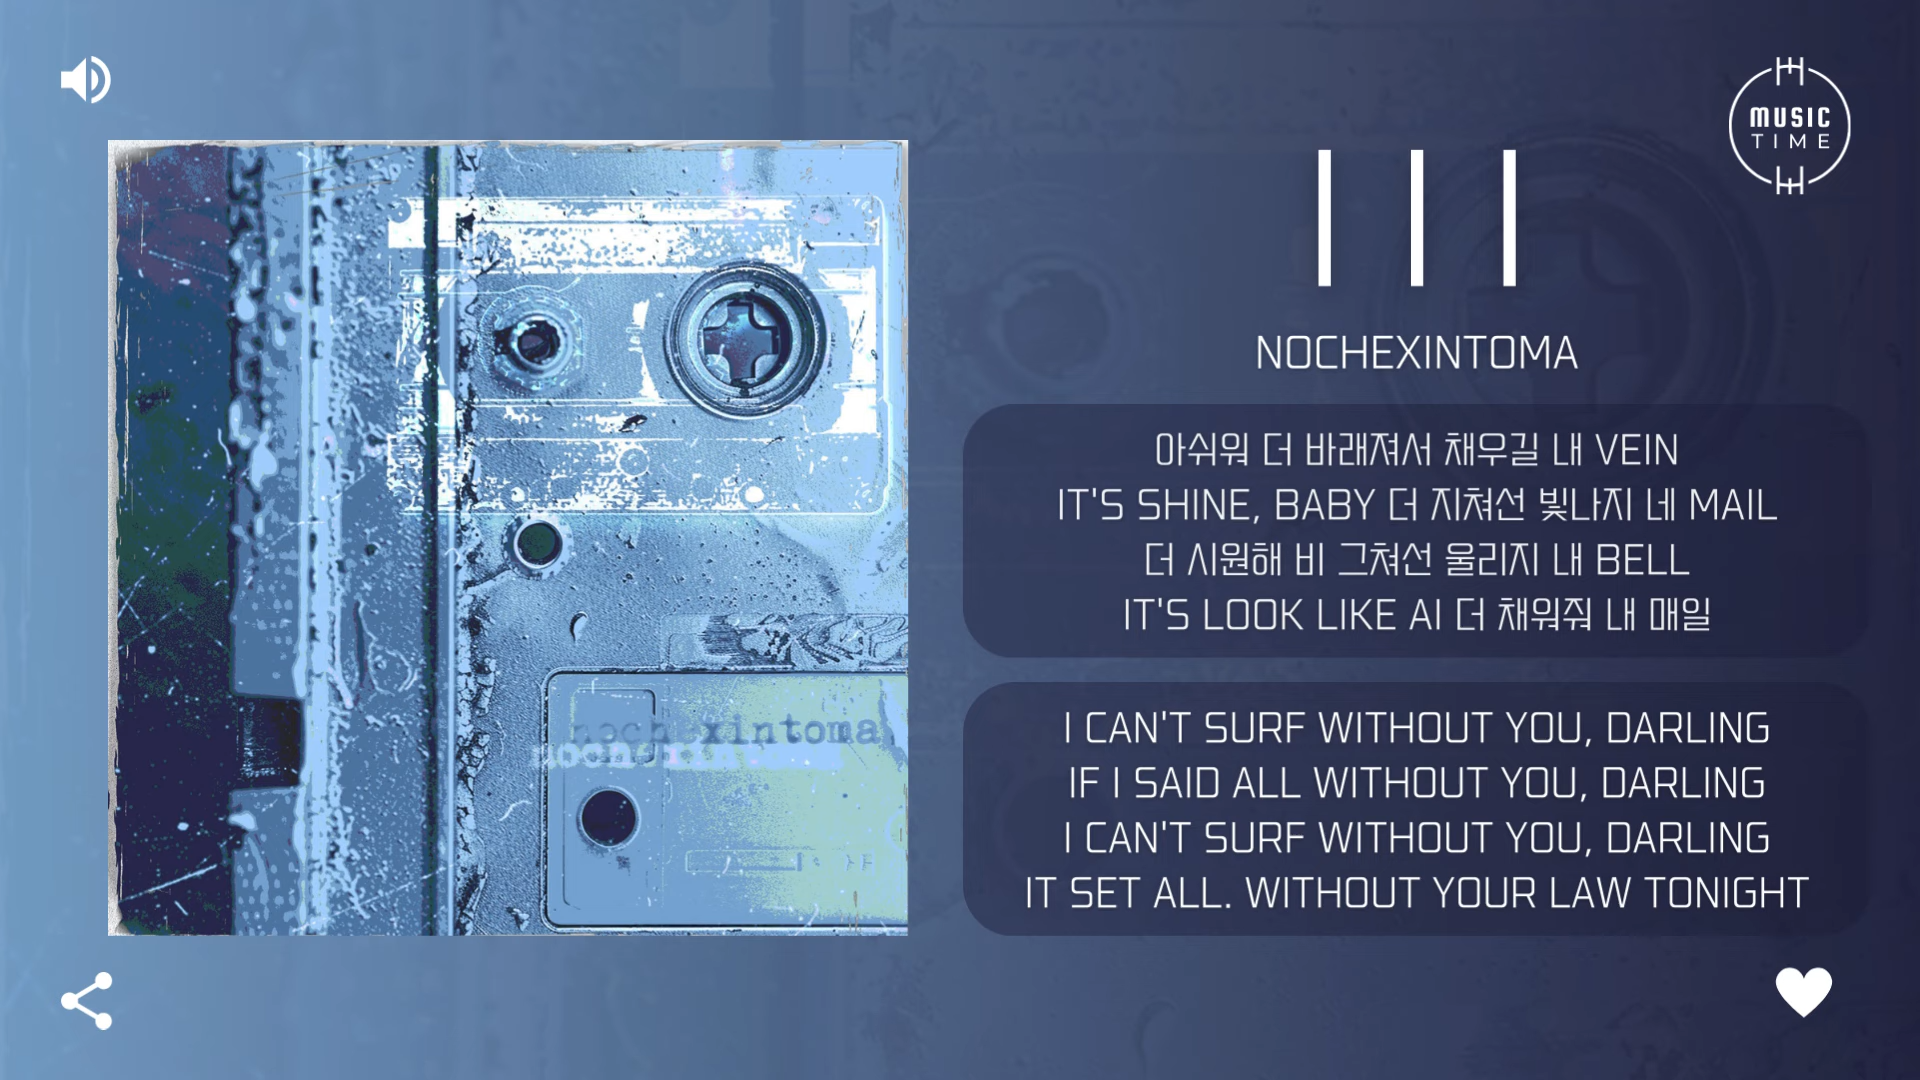 MUSIC
TIME
III
NOCHEXINTOMA
아쉬워 더 바래져서 채우길 내 VEIN
IT'S SHINE, BABY 더 지쳐선 빛나지 네 MAIL
더 시원해 비 그쳐선 울리지 내 BELL
IT'S LOOK LIKE AI 더 채워줘 내 매일
I CAN'T SURF WITHOUT YOU, DARLING
IF I SAID ALL WITHOUT YOU, DARLING
I CAN'T SURF WITHOUT YOU, DARLING
IT SET ALL. WITHOUT YOUR LAW TONIGHT
nochexintoma